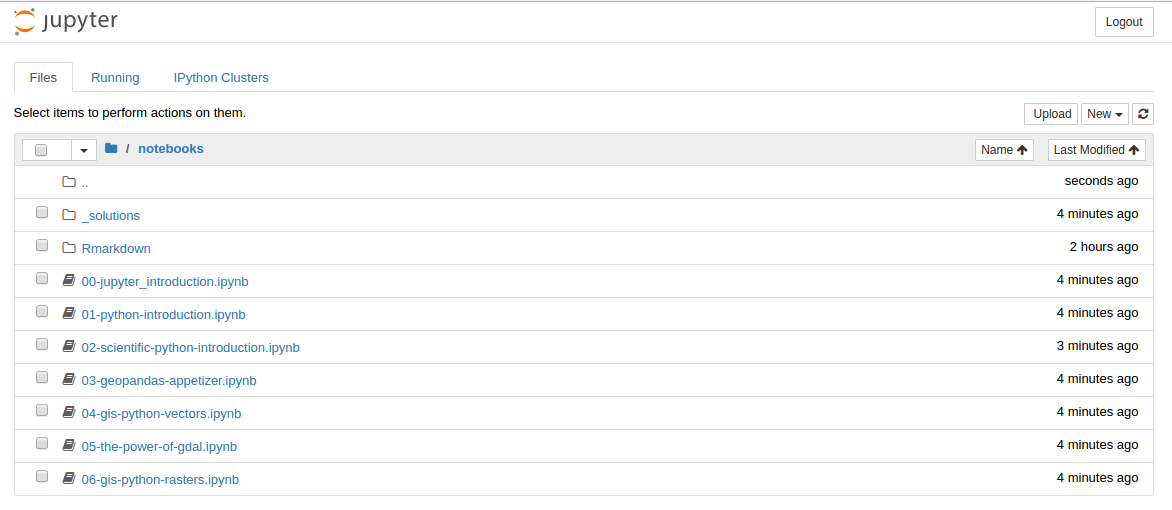 jupyter Logout
Files Running IPython Clusters
Select items to perform actions on them. Upload New
/ notebooks Name Last Modified
.. seconds ago
_solutions 4 minutes ago
Rmarkdown 2 hours ago
00-jupyter_introduction.ipynb 4 minutes ago
01-python-introduction.ipynb 4 minutes ago
02-scientific-python-introduction.ipynb 3 minutes ago
03-geopandas-appetizer.ipynb 4 minutes ago
04-gis-python-vectors.ipynb 4 minutes ago
05-the-power-of-gdal.ipynb 4 minutes ago
06-gis-python-rasters.ipynb 4 minutes ago